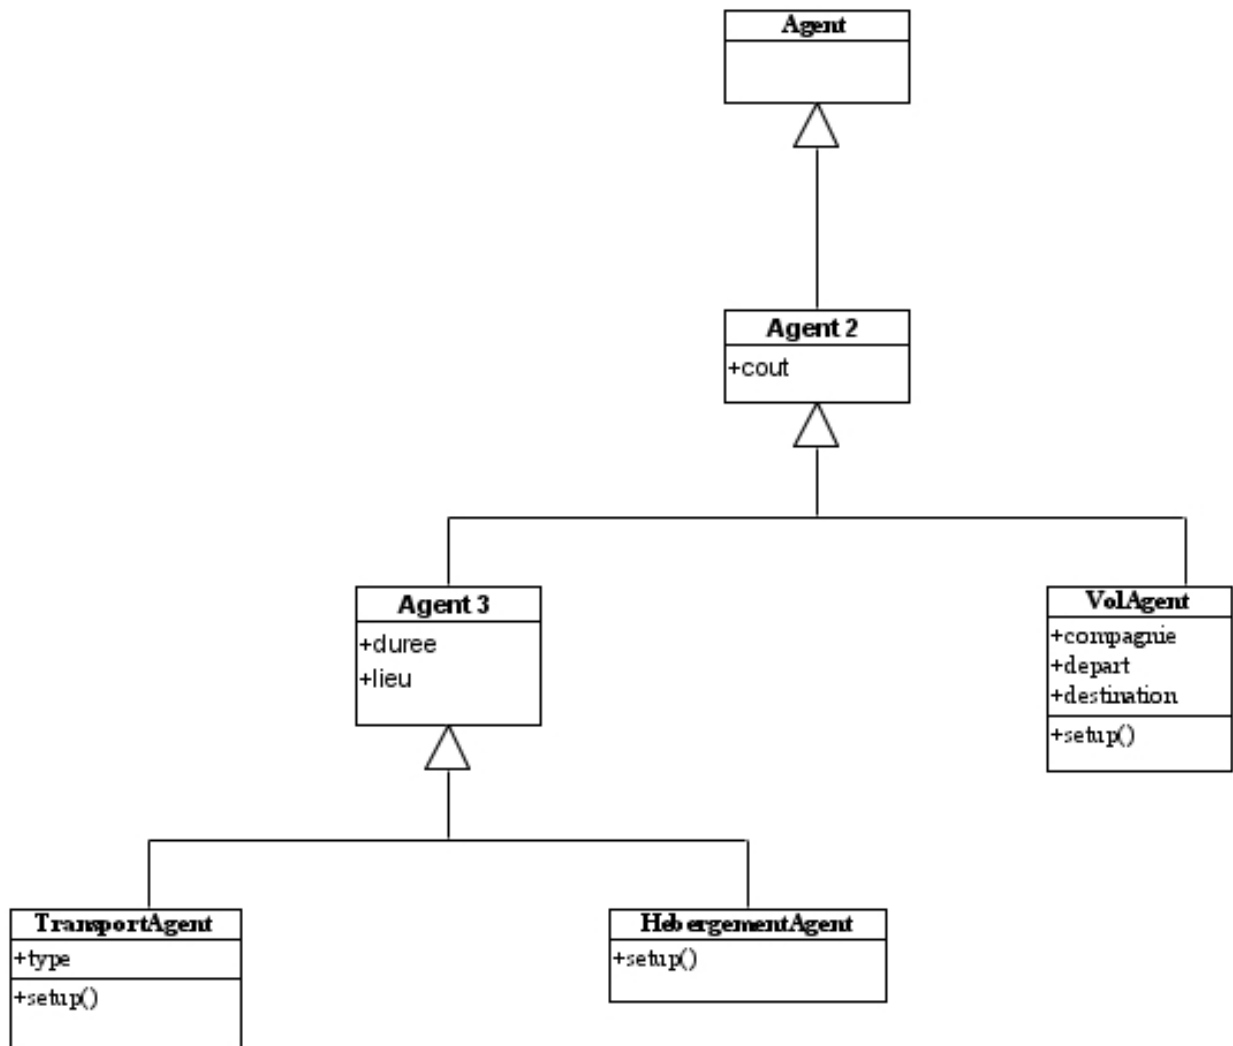 Agent
Agent 2
+cout
Agent 3
+duree
+lieu
VolAgent
+compagnie
+depart
+destination
+setup()
TransportAgent
+type
+setup()
HebergementAgent
+setup()